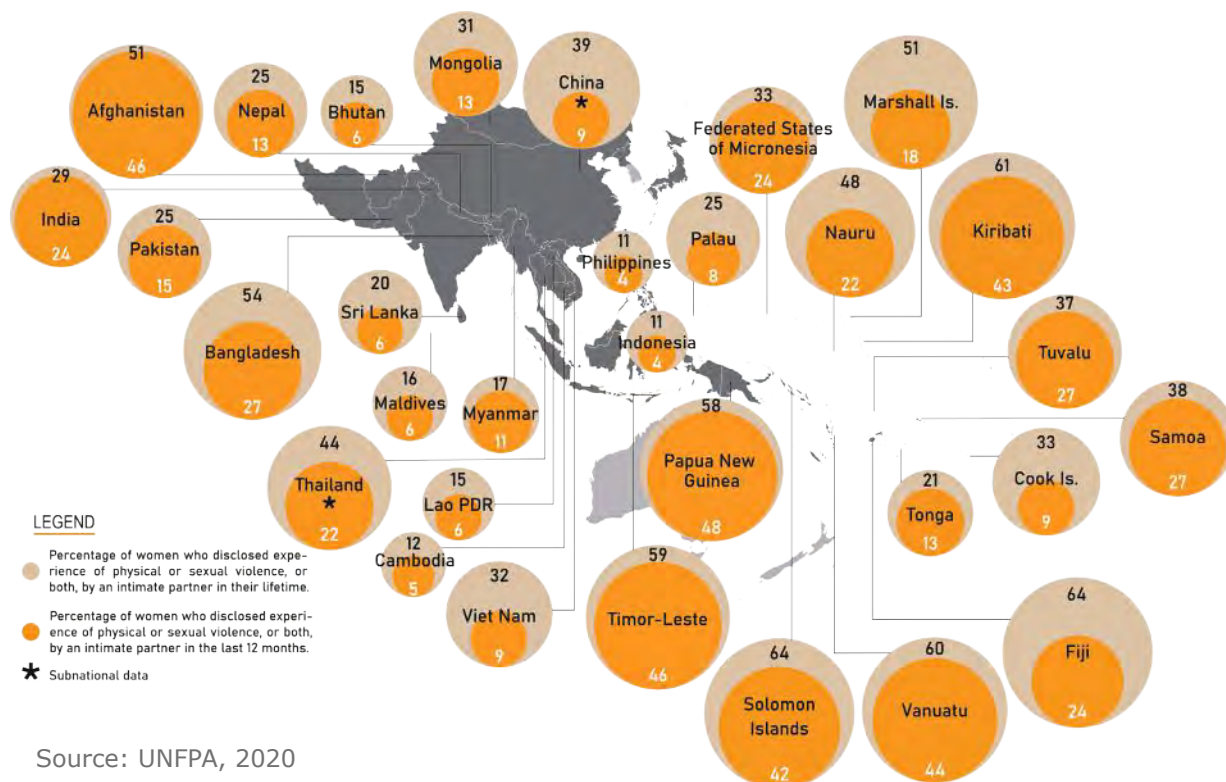 51
Afghanistan
46
25
Nepal
13
15
Bhutan
6
31
Mongolia
13
39
China
*
9
33
Federated States
of Micronesia
24
51
Marshall Is.
18
29
India
24
25
Pakistan
15
11
Philippines
4
25
Palau
8
48
Nauru
22
61
Kiribati
43
54
Bangladesh
27
20
Sri Lanka
6
11
Indonesia
4
37
Tuvalu
27
16
Maldives
6
17
Myanmar
11
58
Papua New
Guinea
48
38
Samoa
27
44
Thailand
*
22
15
Lao PDR
6
33
Cook Is.
9
21
Tonga
13
12
Cambodia
5
32
Viet Nam
9
59
Timor-Leste
46
64
Solomon
Islands
42
60
Vanuatu
44
64
Fiji
24
LEGEND
Percentage of women who disclosed expe-
rience of physical or sexual violence, or
both, by an intimate partner in their lifetime.
Percentage of women who disclosed experi-
ence of physical or sexual violence, or both,
by an intimate partner in the last 12 months.
* Subnational data
Source: UNFPA, 2020